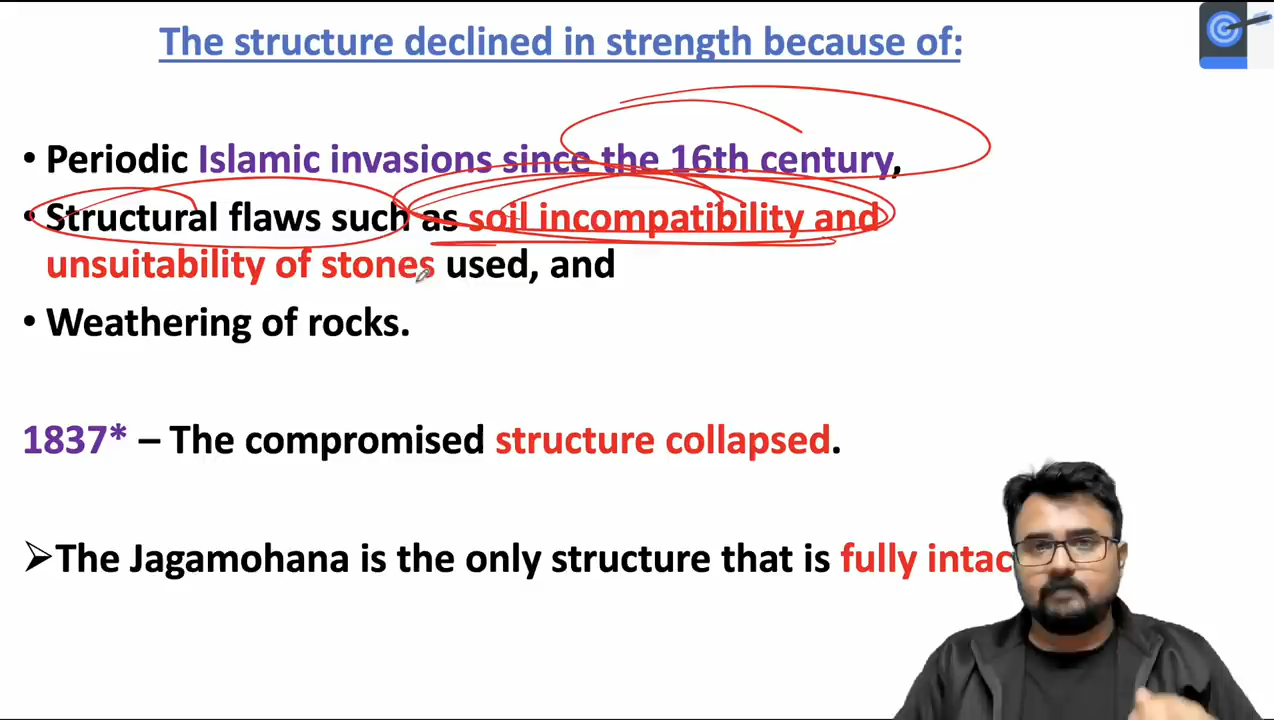 The structure declined in strength because of:
• Periodic Islamic invasions since the 16th century,
• Structural flaws such as soil incompatibility and
unsuitability of stones used, and
• Weathering of rocks.
1837* – The compromised structure collapsed.
➢The Jagamohana is the only structure that is fully intac